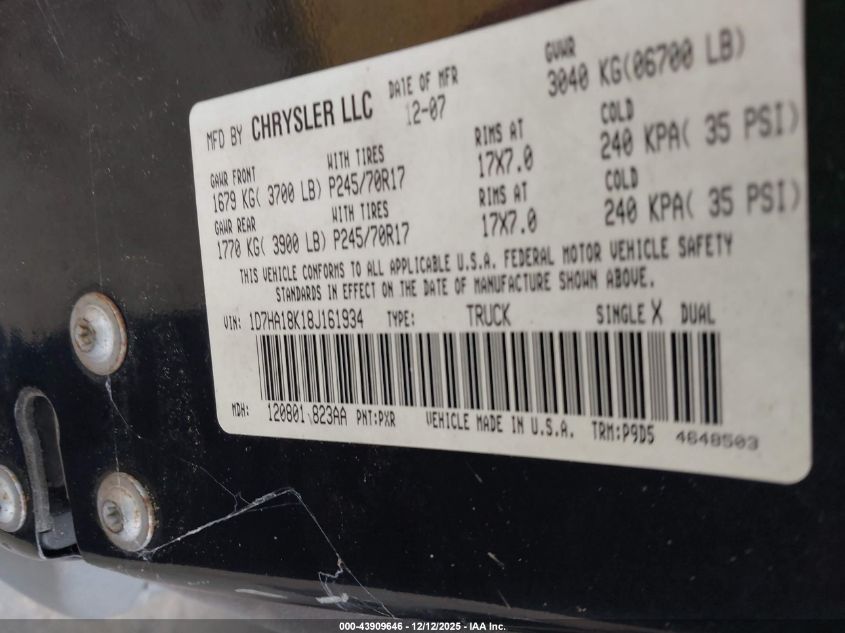 MFD BY CHRYSLER LLC DATE OF MFR GVWR
12-07 3040 KG(06700 LB)
GAWR FRONT WITH TIRES RIMS AT COLD
1679 KG( 3700 LB) P245/70R17 17X7.0 240 KPA( 35 PSI)
GAWR REAR WITH TIRES RIMS AT COLD
1770 KG( 3900 LB) P245/70R17 17X7.0 240 KPA( 35 PSI)
THIS VEHICLE CONFORMS TO ALL APPLICABLE U.S.A. FEDERAL MOTOR VEHICLE SAFETY
STANDARDS IN EFFECT ON THE DATE OF MANUFACTURE SHOWN ABOVE.
VIN: 1D7HA18K18J161934 TYPE: TRUCK SINGLE X DUAL
MDH: 120801 823AA PNT:PXR VEHICLE MADE IN U.S.A. TRM:P9D5 4648503
000-43909646 - 12/12/2025 - IAA Inc.